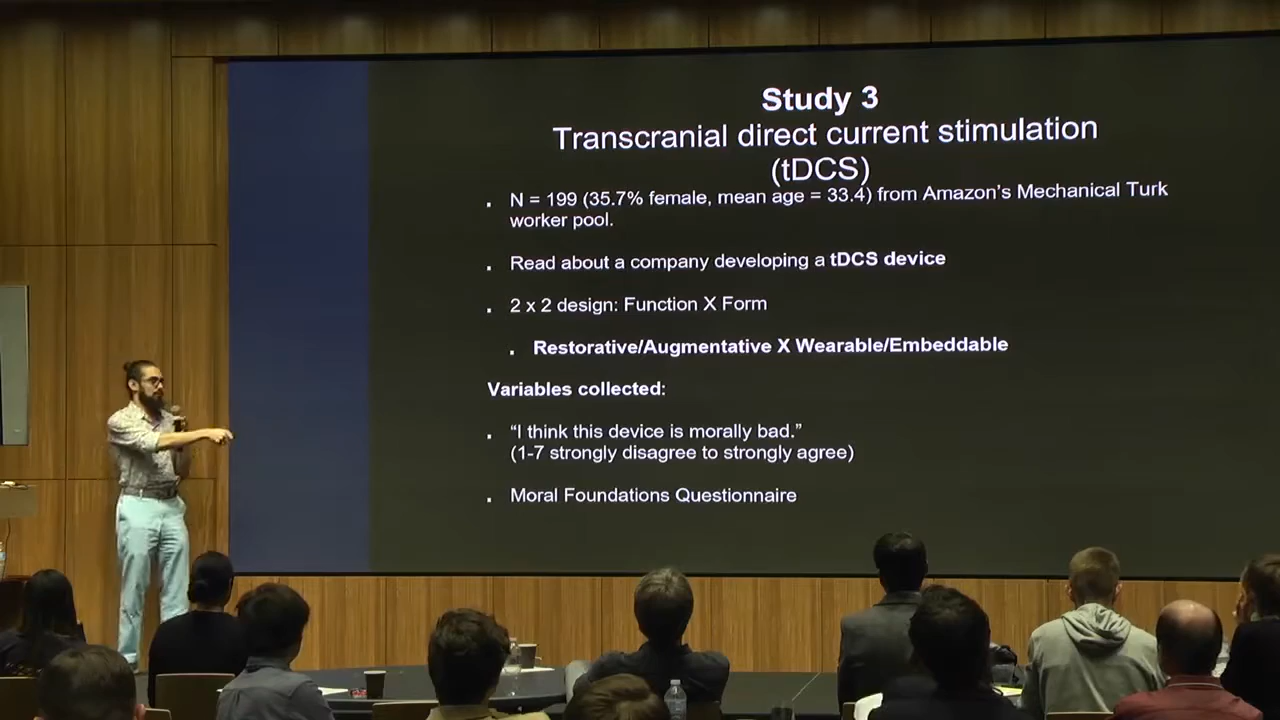 Study 3
Transcranial direct current stimulation
(tDCS)
N = 199 (35.7% female, mean age = 33.4) from Amazon's Mechanical Turk
worker pool.
Read about a company developing a tDCS device
2 x 2 design: Function X Form
Restorative/Augmentative X Wearable/Embeddable
Variables collected:
“I think this device is morally bad.”
(1-7 strongly disagree to strongly agree)
Moral Foundations Questionnaire